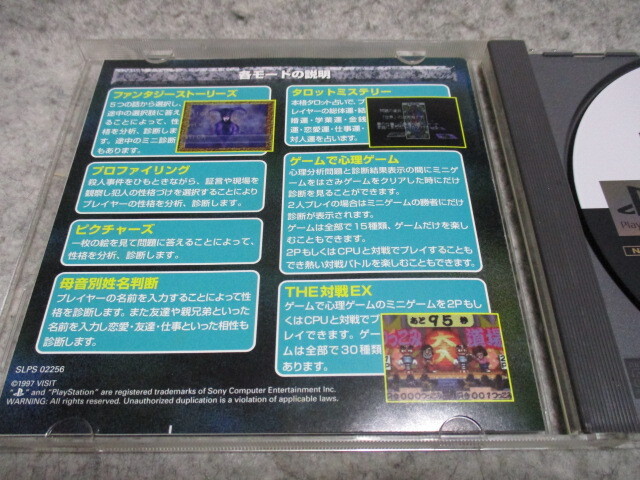 各モードの説明
ファンタジーストーリーズ
5つの話から選択し、
途中の選択肢に答え
ることによって、性格
を分析、診断しま
す。途中のミニ診断
もあります。
プロファイリング
殺人事件をひもときながら、証言や現場を
観察し犯人の性格づけを選択することにより
プレイヤーの性格を分析、診断します。
ピクチャーズ
一枚の絵を見て問題に答えることによって、
性格を分析、診断します。
母音別姓名判断
プレイヤーの名前を入力することによって性
格を診断します。また友達や親兄弟といった
名前を入力し恋愛・友達・仕事といった相性も
診断します。
SLPS 02256
©1997 VISIT
"PS" and "PlayStation" are registered trademarks of Sony Computer Entertainment Inc.
WARNING: All rights reserved. Unauthorized duplication is a violation of applicable laws.
タロットミステリー
本格タロット占いで、プ
レイヤーの総体運・結
婚運・学業運・金銭
運・恋愛運・仕事運・
対人運を占います。
ゲームで心理ゲーム
心理分析問題と診断結果表示の間にミニゲ
ームをはさみゲームをクリアした時にだけ
診断を見ることができます。
2人プレイの場合はミニゲームの勝者にだけ
診断が表示されます。
ゲームは全部で15種類、ゲームだけを楽し
むこともできます。
2PもしくはCPUと対戦でプレイすることも
でき熱い対戦バトルを楽しむこともできます。
THE対戦EX
ゲームで心理ゲームのミニゲームを2Pもし
くはCPUと対戦でプ
レイできます。ゲー
ムは全部で30種類
あります。
あと95秒